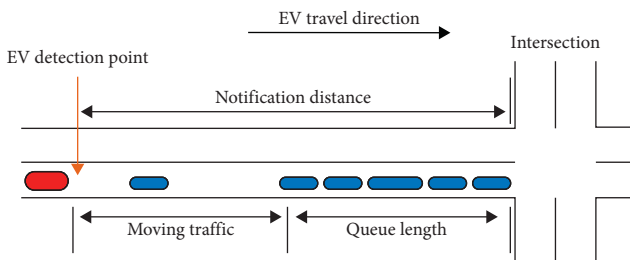 EV travel direction
Intersection
EV detection point
Notification distance
Moving traffic
Queue length